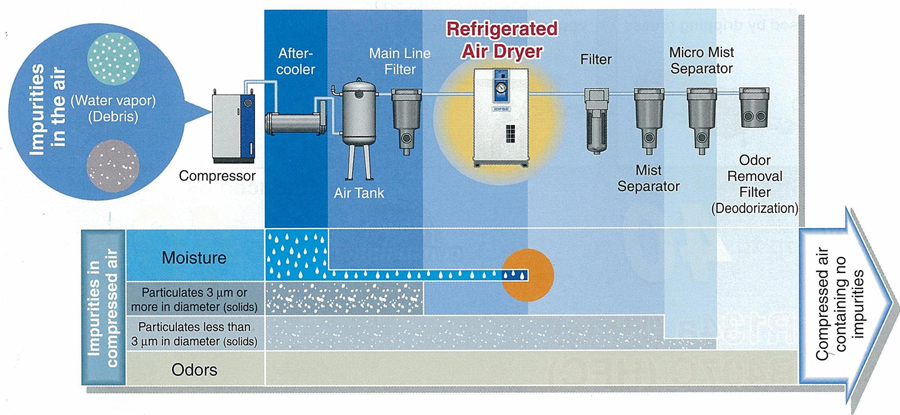 Impurities
in the air
(Water vapor)
(Debris)
Compressor
After-
cooler
Air Tank
Main Line
Filter
Refrigerated
Air Dryer
Filter
Mist
Separator
Micro Mist
Separator
Odor
Removal
Filter
(Deodorization)
Impurities in
compressed air
Moisture
Particulates 3 µm or
more in diameter (solids)
Particulates less than
3 µm in diameter (solids)
Odors
Compressed air
containing no
impurities